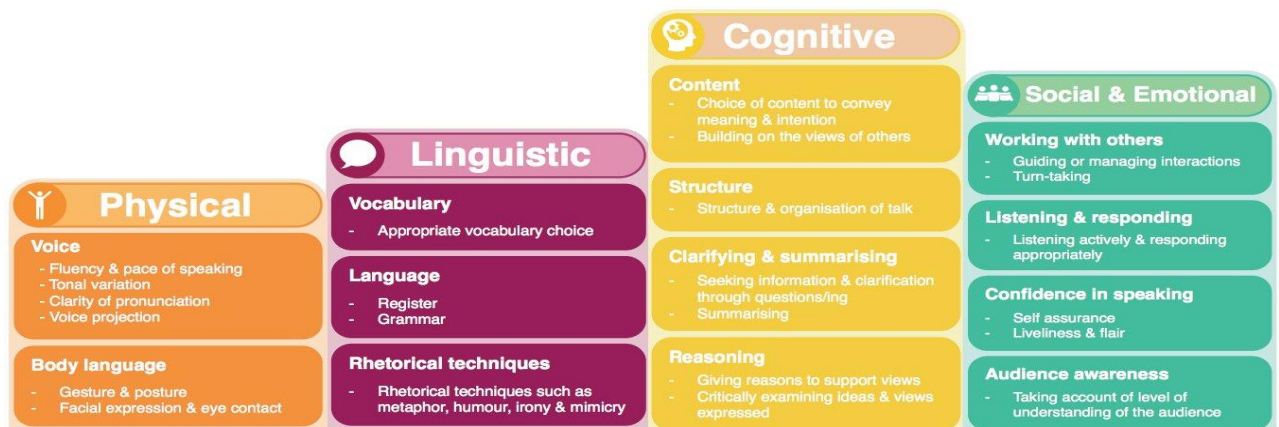 Physical
Voice
- Fluency & pace of speaking
- Tonal variation
- Clarity of pronunciation
- Voice projection
Body language
- Gesture & posture
- Facial expression & eye contact
Linguistic
Vocabulary
- Appropriate vocabulary choice
Language
- Register
- Grammar
Rhetorical techniques
- Rhetorical techniques such as
metaphor, humour, irony & mimicry
Cognitive
Content
- Choice of content to convey
meaning & intention
- Building on the views of others
Structure
- Structure & organisation of talk
Clarifying & summarising
- Seeking information & clarification
through questions/ing
- Summarising
Reasoning
- Giving reasons to support views
- Critically examining ideas & views
expressed
Social & Emotional
Working with others
- Guiding or managing interactions
- Turn-taking
Listening & responding
- Listening actively & responding
appropriately
Confidence in speaking
- Self assurance
- Liveliness & flair
Audience awareness
- Taking account of level of
understanding of the audience